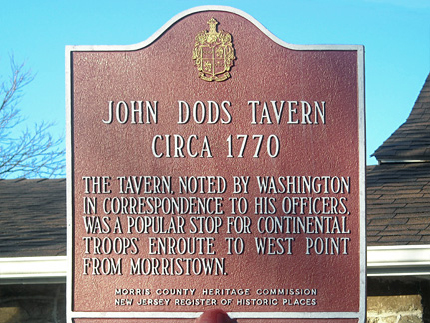 JOHN DODS TAVERN
CIRCA 1770
THE TAVERN, NOTED BY WASHINGTON
IN CORRESPONDENCE TO HIS OFFICERS,
WAS A POPULAR STOP FOR CONTINENTAL
TROOPS ENROUTE TO WEST POINT
FROM MORRISTOWN.
MORRIS COUNTY HERITAGE COMMISSION
NEW JERSEY REGISTER OF HISTORIC PLACES